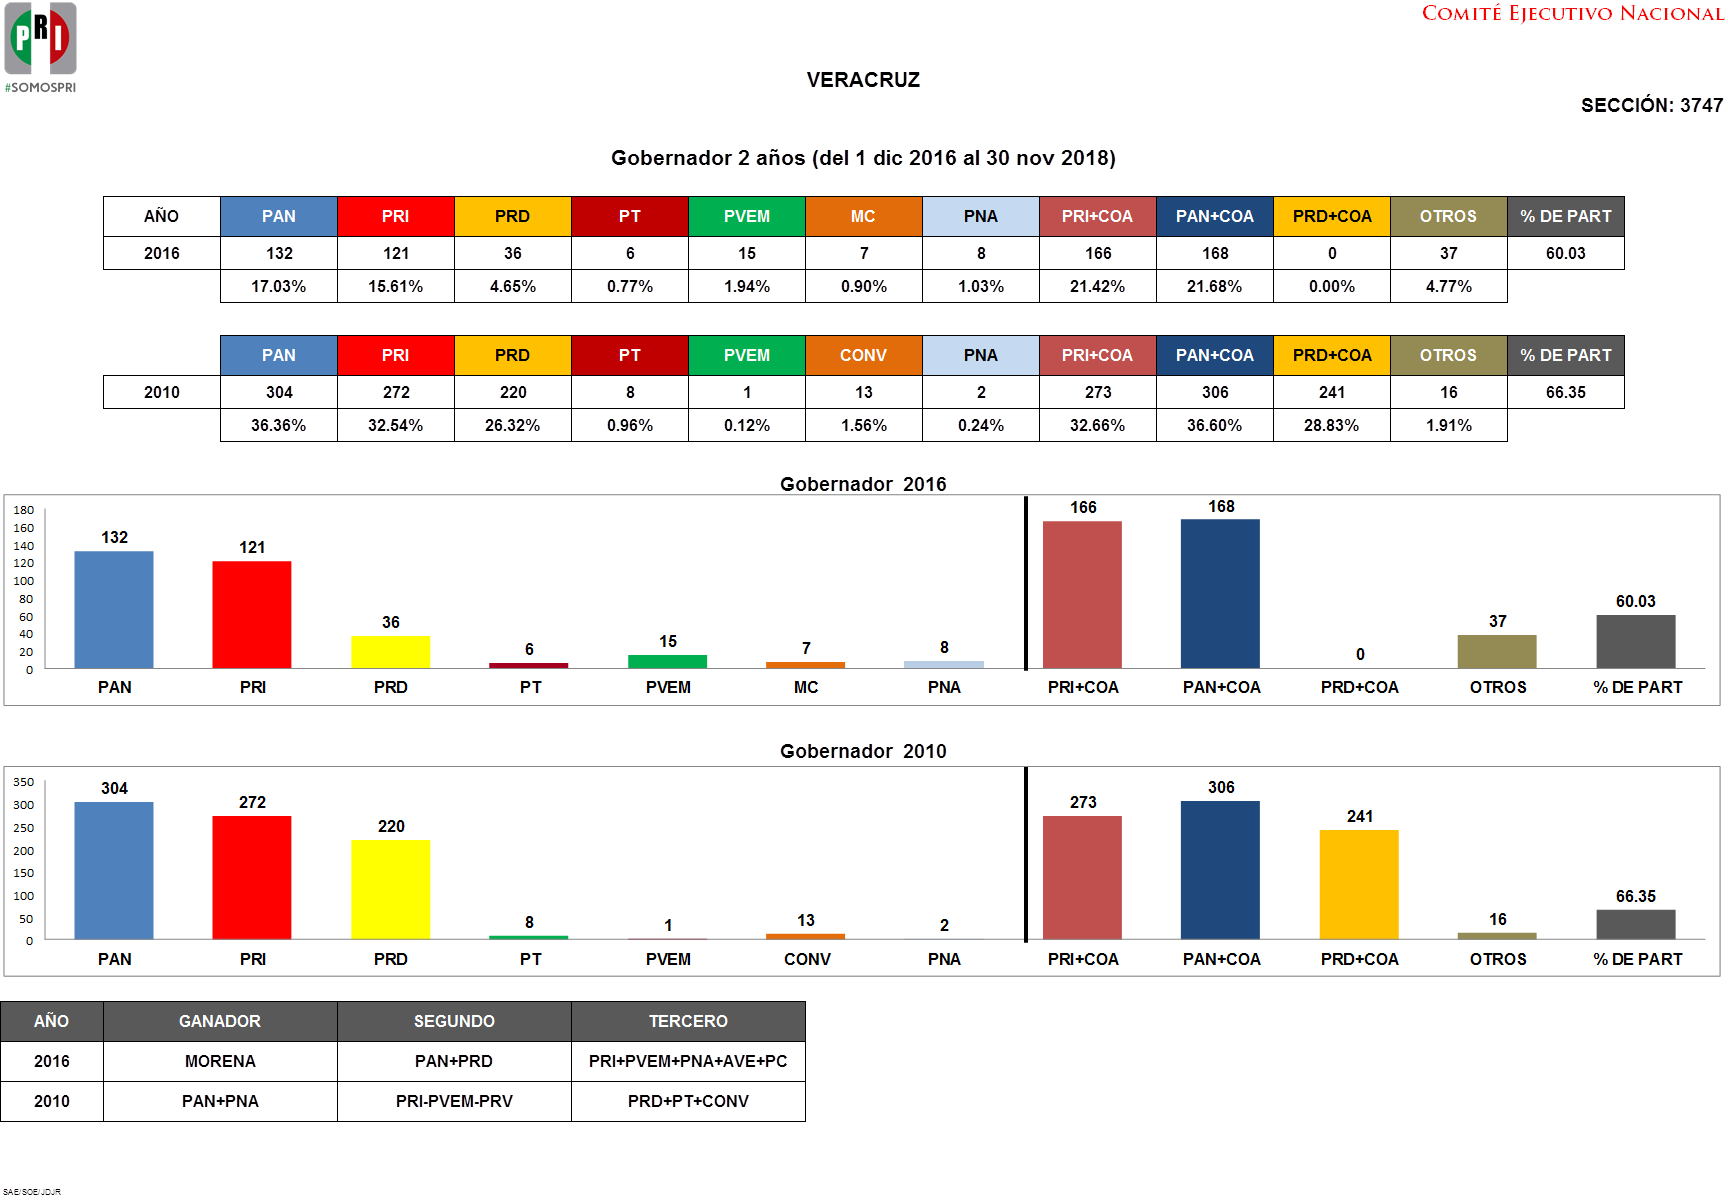 PRI
#SOMOSPRI
COMITÉ EJECUTIVO NACIONAL
VERACRUZ
SECCIÓN: 3747
Gobernador 2 años (del 1 dic 2016 al 30 nov 2018)
AÑO PAN PRI PRD PT PVEM MC PNA PRI+COA PAN+COA PRD+COA OTROS % DE PART
2016 132 121 36 6 15 7 8 166 168 0 37 60.03
17.03% 15.61% 4.65% 0.77% 1.94% 0.90% 1.03% 21.42% 21.68% 0.00% 4.77%
PAN PRI PRD PT PVEM CONV PNA PRI+COA PAN+COA PRD+COA OTROS % DE PART
2010 304 272 220 8 1 13 2 273 306 241 16 66.35
36.36% 32.54% 26.32% 0.96% 0.12% 1.56% 0.24% 32.66% 36.60% 28.83% 1.91%
Gobernador 2016
180
160
140
120
100
80
60
40
20
0
132 121 36 6 15 7 8 166 168 0 37 60.03
PAN PRI PRD PT PVEM MC PNA PRI+COA PAN+COA PRD+COA OTROS % DE PART
Gobernador 2010
350
300
250
200
150
100
50
0
304 272 220 8 1 13 2 273 306 241 16 66.35
PAN PRI PRD PT PVEM CONV PNA PRI+COA PAN+COA PRD+COA OTROS % DE PART
AÑO GANADOR SEGUNDO TERCERO
2016 MORENA PAN+PRD PRI+PVEM+PNA+AVE+PC
2010 PAN+PNA PRI-PVEM-PRV PRD+PT+CONV
SAE/SOE/JDJR